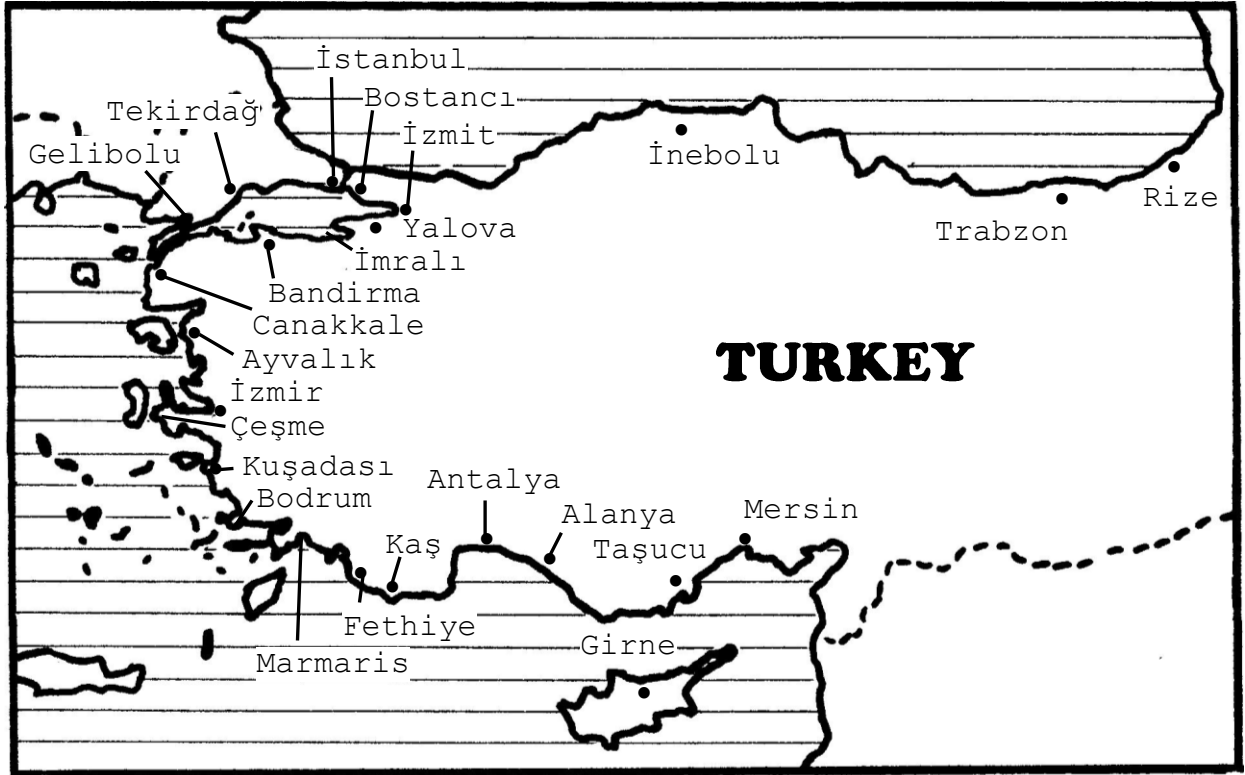 İstanbul
Bostancı
Tekirdağ
İzmit
Gelibolu
İnebolu
Rize
Yalova
Trabzon
İmralı
Bandirma
Canakkale
TURKEY
Ayvalık
İzmir
Çeşme
Kuşadası
Antalya
Bodrum
Mersin
Alanya
Kaş
Taşucu
Fethiye
Girne
Marmaris